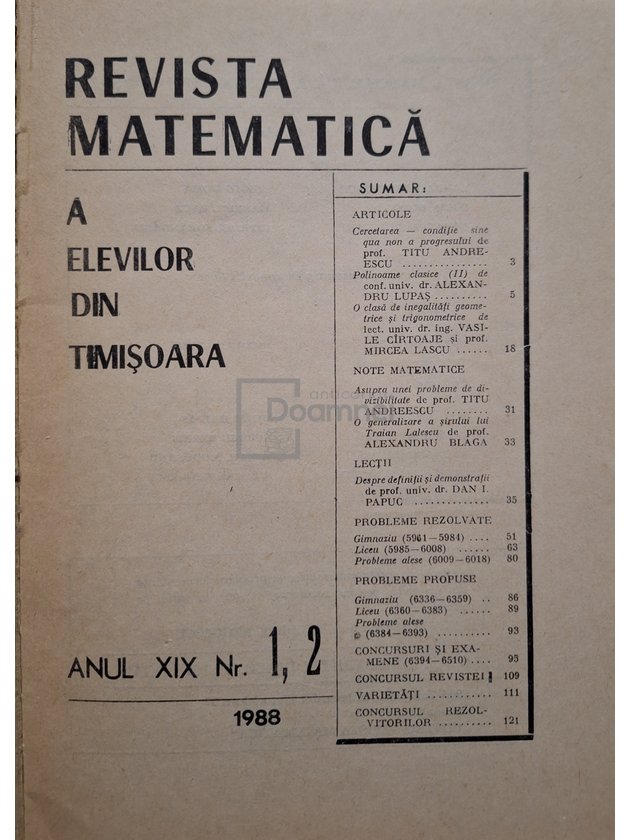 REVISTA
MATEMATICĂ
A
ELEVILOR
DIN
TIMIŞOARA
ANUL XIX Nr. 1, 2
1988
SUMAR:
ARTICOLE
Cercetarea — condiţie sine
qua non a progresului de
prof. TITU ANDRE-
ESCU ................ 3
Polinoame clasice (II) de
conf. univ. dr. ALEXAN-
DRU LUPAŞ .......... 5
O clasă de inegalităţi geome-
trice şi trigonometrice de
lect. univ. dr. ing. VASI-
LE CÎRTOAJE şi prof.
MIRCEA LASCU ...... 18
NOTE MATEMATICE
Asupra unei probleme de di-
vizibilitate de prof. TITU
ANDREESCU ........ 31
O generalizare a şirului lui
Traian Lalescu de prof.
ALEXANDRU BLAGA 33
LECŢII
Despre definiţii şi demonstraţii
de prof. univ. dr. DAN I.
PAPUC .............. 35
PROBLEME REZOLVATE
Gimnaziu (5961—5984) .... 51
Liceu (5985—6008) ...... 63
Probleme alese (6009—6018) 80
PROBLEME PROPUSE
Gimnaziu (6336—6359) .. 86
Liceu (6360—6383) ...... 89
Probleme alese
(6384—6393) .......... 93
CONCURSURI ŞI EXA-
MENE (6394—6510) .... 95
CONCURSUL REVISTEI 109
VARIETĂŢI ............ 111
CONCURSUL REZOL-
VITORILOR .......... 121